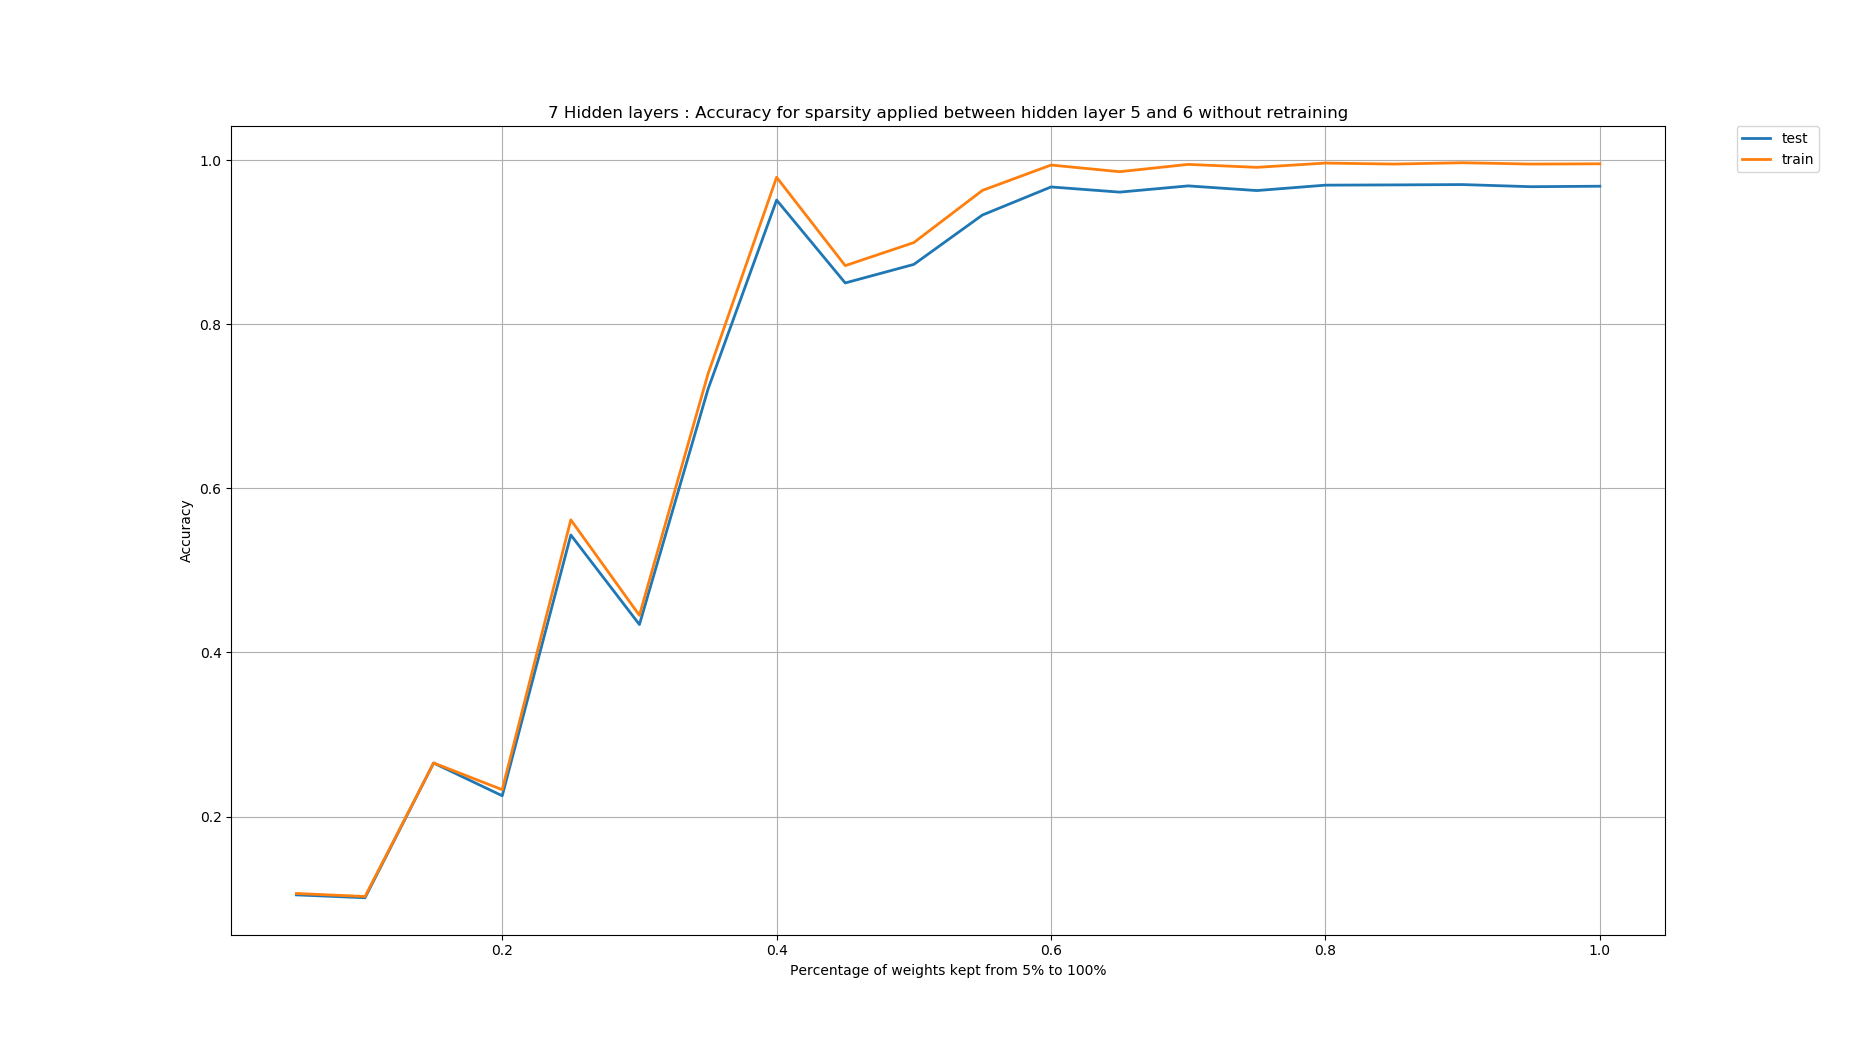 7 Hidden layers : Accuracy for sparsity applied between hidden layer 5 and 6 without retraining
test
train
1.0
0.8
0.6
0.4
0.2
Accuracy
0.2 0.4 0.6 0.8 1.0
Percentage of weights kept from 5% to 100%